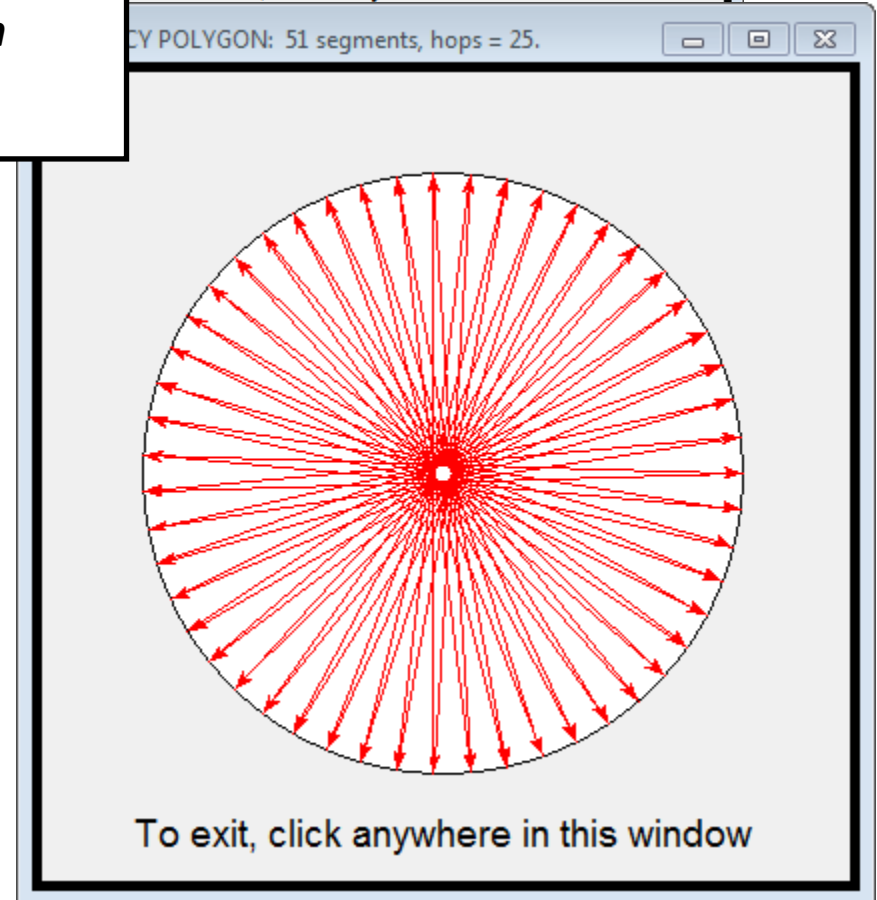 CY POLYGON: 51 segments, hops = 25.
To exit, click anywhere in this window